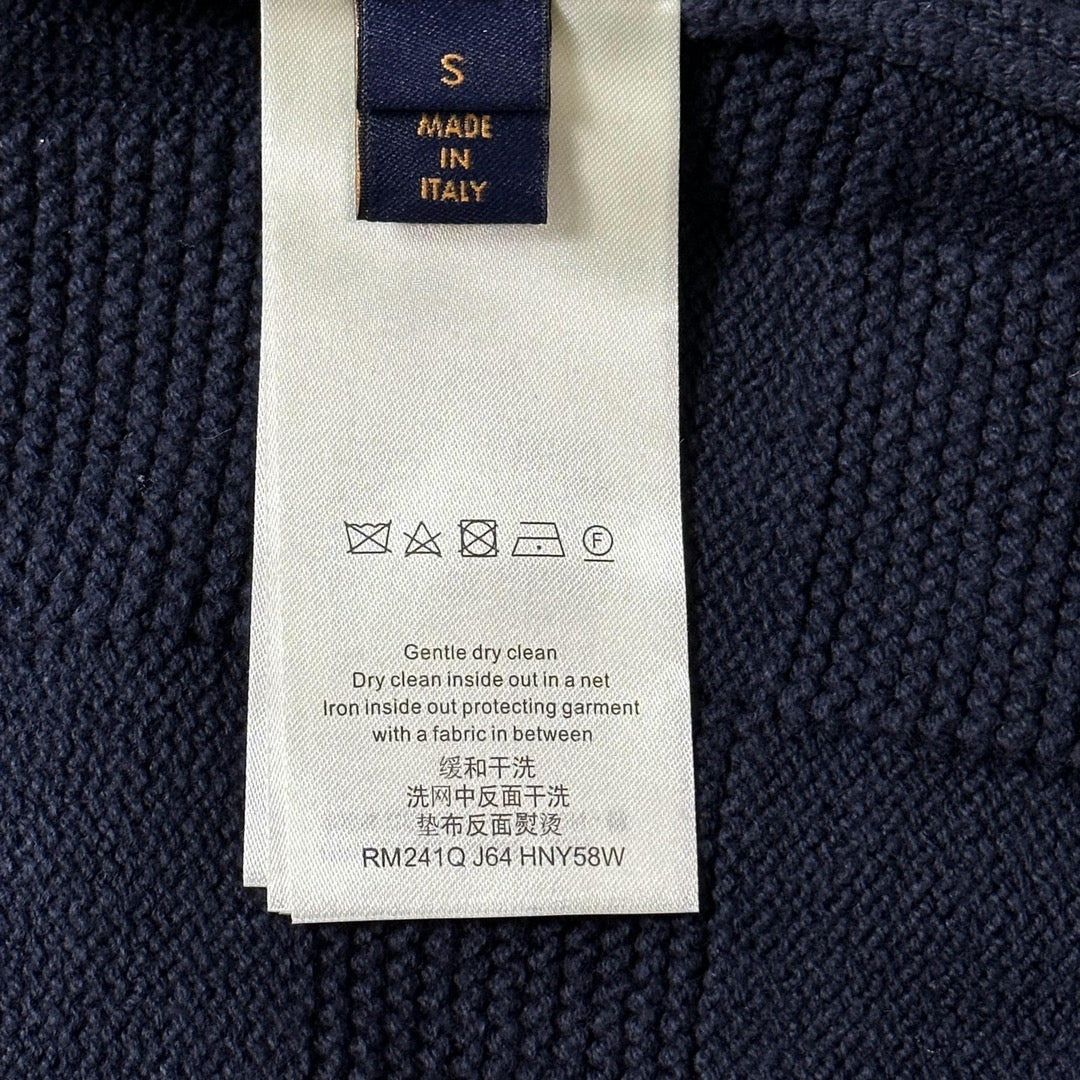 S
MADE
IN
ITALY
F
Gentle dry clean
Dry clean inside out in a net
Iron inside out protecting garment
with a fabric in between
缓和干洗
洗网中反面干洗
垫布反面熨烫
RM241Q J64 HNY58W